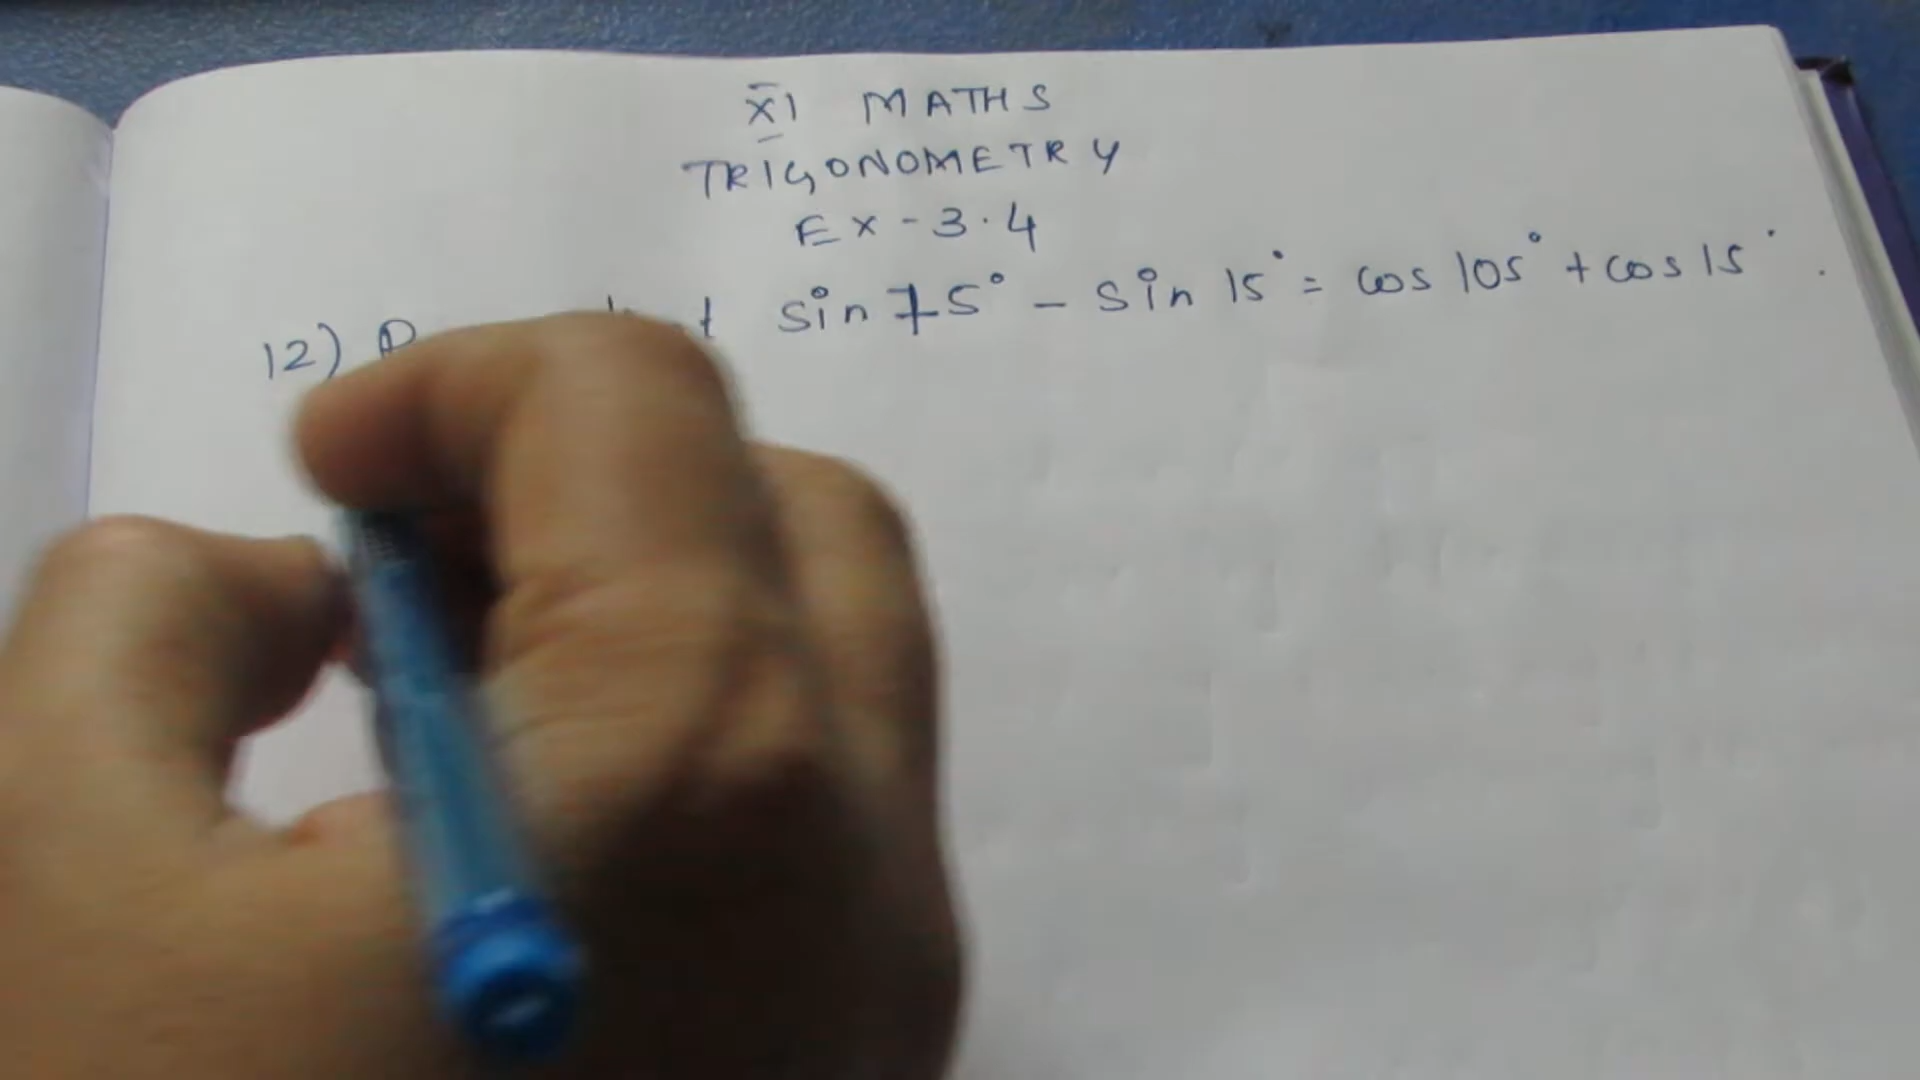 XI MATHS
TRIGONOMETRY
Ex - 3.4
12) sin 75° - sin 15° = cos 105° + cos 15°.